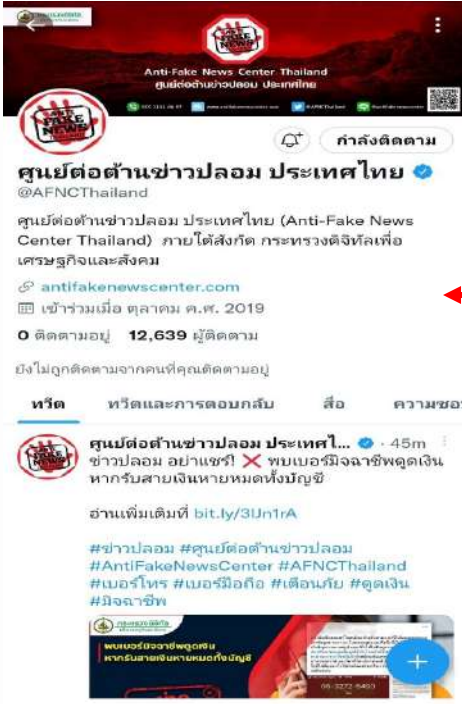 Anti-Fake News Center Thailand
ศูนย์ต่อต้านข่าวปลอม ประเทศไทย
ANTI
FAKE
NEWS
กำลังติดตาม
ศูนย์ต่อต้านข่าวปลอม ประเทศไทย
@AFNCThailand
ศูนย์ต่อต้านข่าวปลอม ประเทศไทย (Anti-Fake News
Center Thailand) ภายใต้สังกัด กระทรวงดิจิทัลเพื่อ
เศรษฐกิจและสังคม
antifakenewscenter.com
เข้าร่วมเมื่อ ตุลาคม ค.ศ. 2019
0 ติดตามอยู่ 12,639 ผู้ติดตาม
ยังไม่ถูกติดตามจากคนที่คุณติดตามอยู่
ทวีต ทวีตและการตอบกลับ สื่อ ความชอบ
ศูนย์ต่อต้านข่าวปลอม ประเทศไ... · 45m
ข่าวปลอม อย่าแชร์! ❌ พบเบอร์มิจฉาชีพดูดเงิน
หากรับสายเงินหายหมดทั้งบัญชี
อ่านเพิ่มเติมที่ bit.ly/3lJn1rA
#ข่าวปลอม #ศูนย์ต่อต้านข่าวปลอม
#AntiFakeNewsCenter #AFNCThailand
#เบอร์โทร #เบอร์มือถือ #เตือนภัย #ดูดเงิน
#มิจฉาชีพ
พบเบอร์มิจฉาชีพดูดเงิน
หากรับสายเงินหายหมดทั้งบัญชี